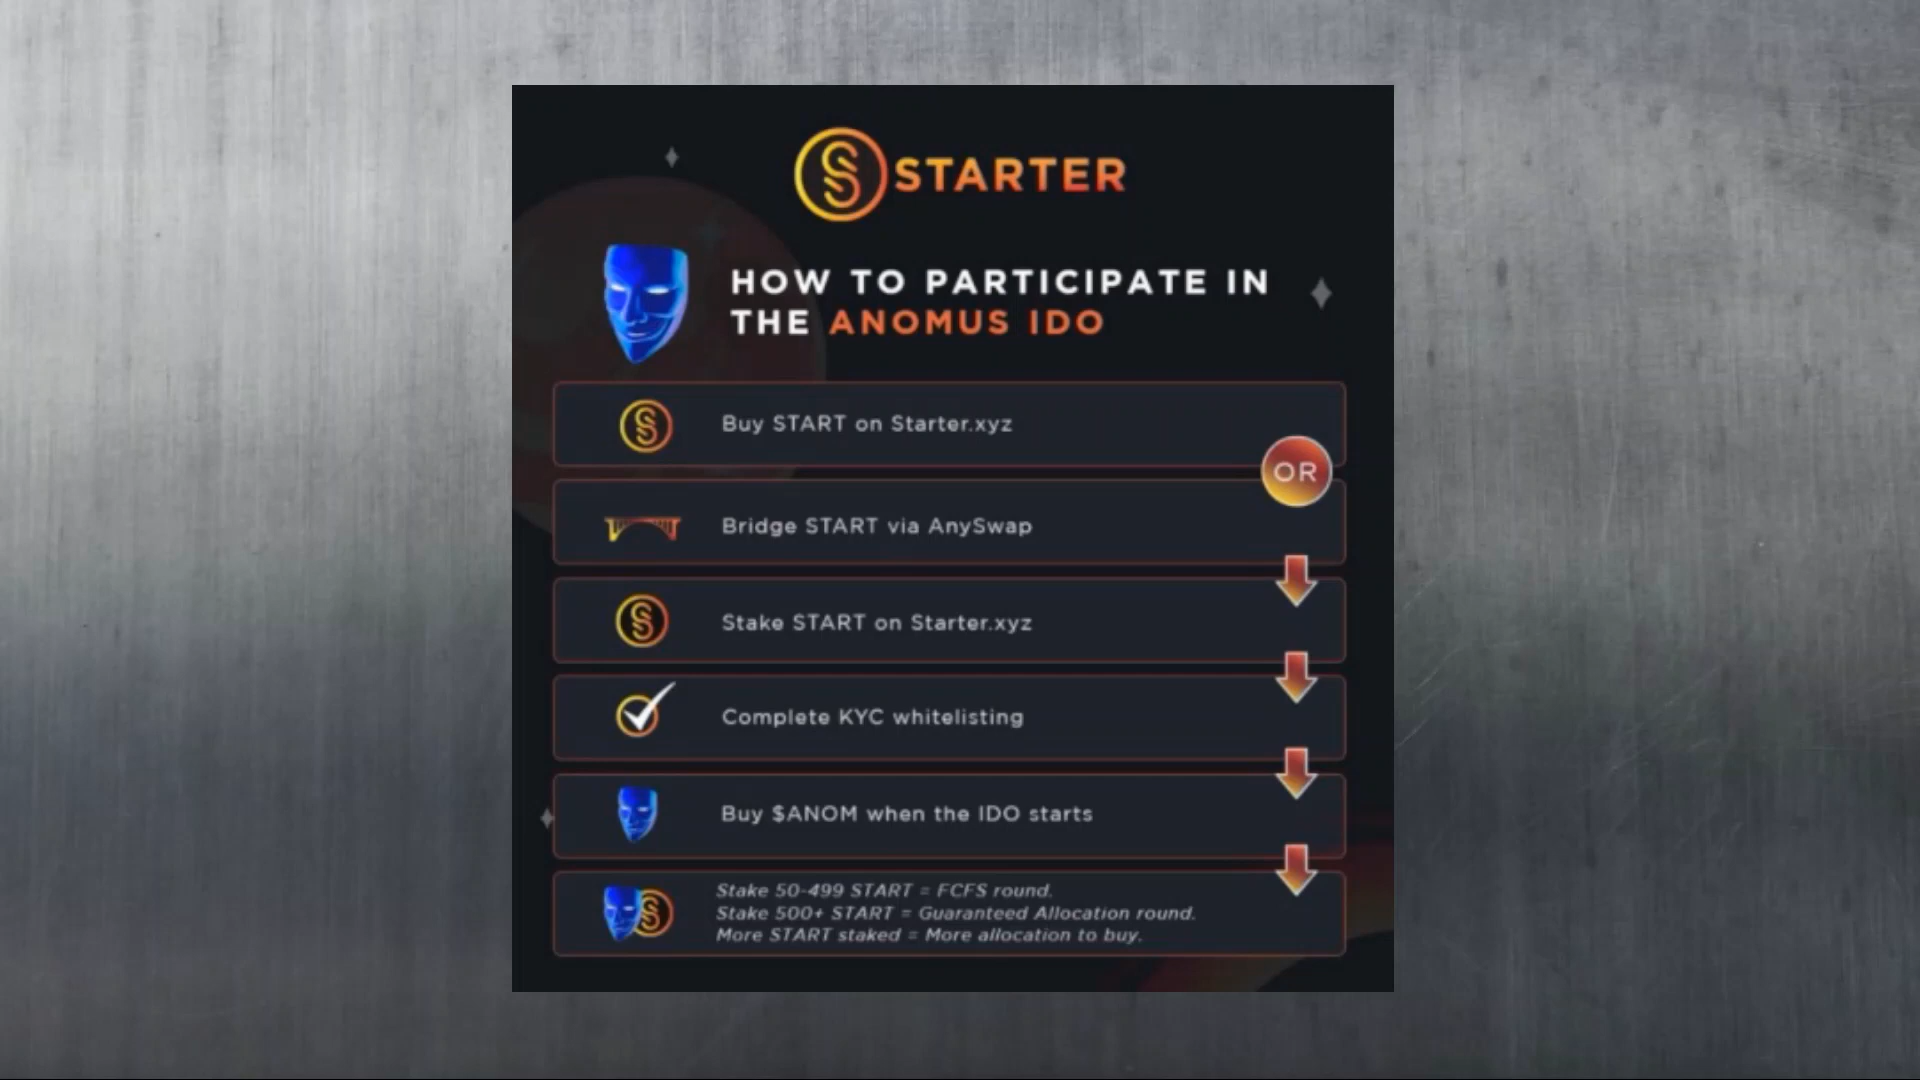 STARTER
HOW TO PARTICIPATE IN
THE ANOMUS IDO
Buy START on Starter.xyz
OR
Bridge START via AnySwap
Stake START on Starter.xyz
Complete KYC whitelisting
Buy $ANOM when the IDO starts
Stake 50-499 START = FCFS round.
Stake 500+ START = Guaranteed Allocation round.
More START staked = More allocation to buy.